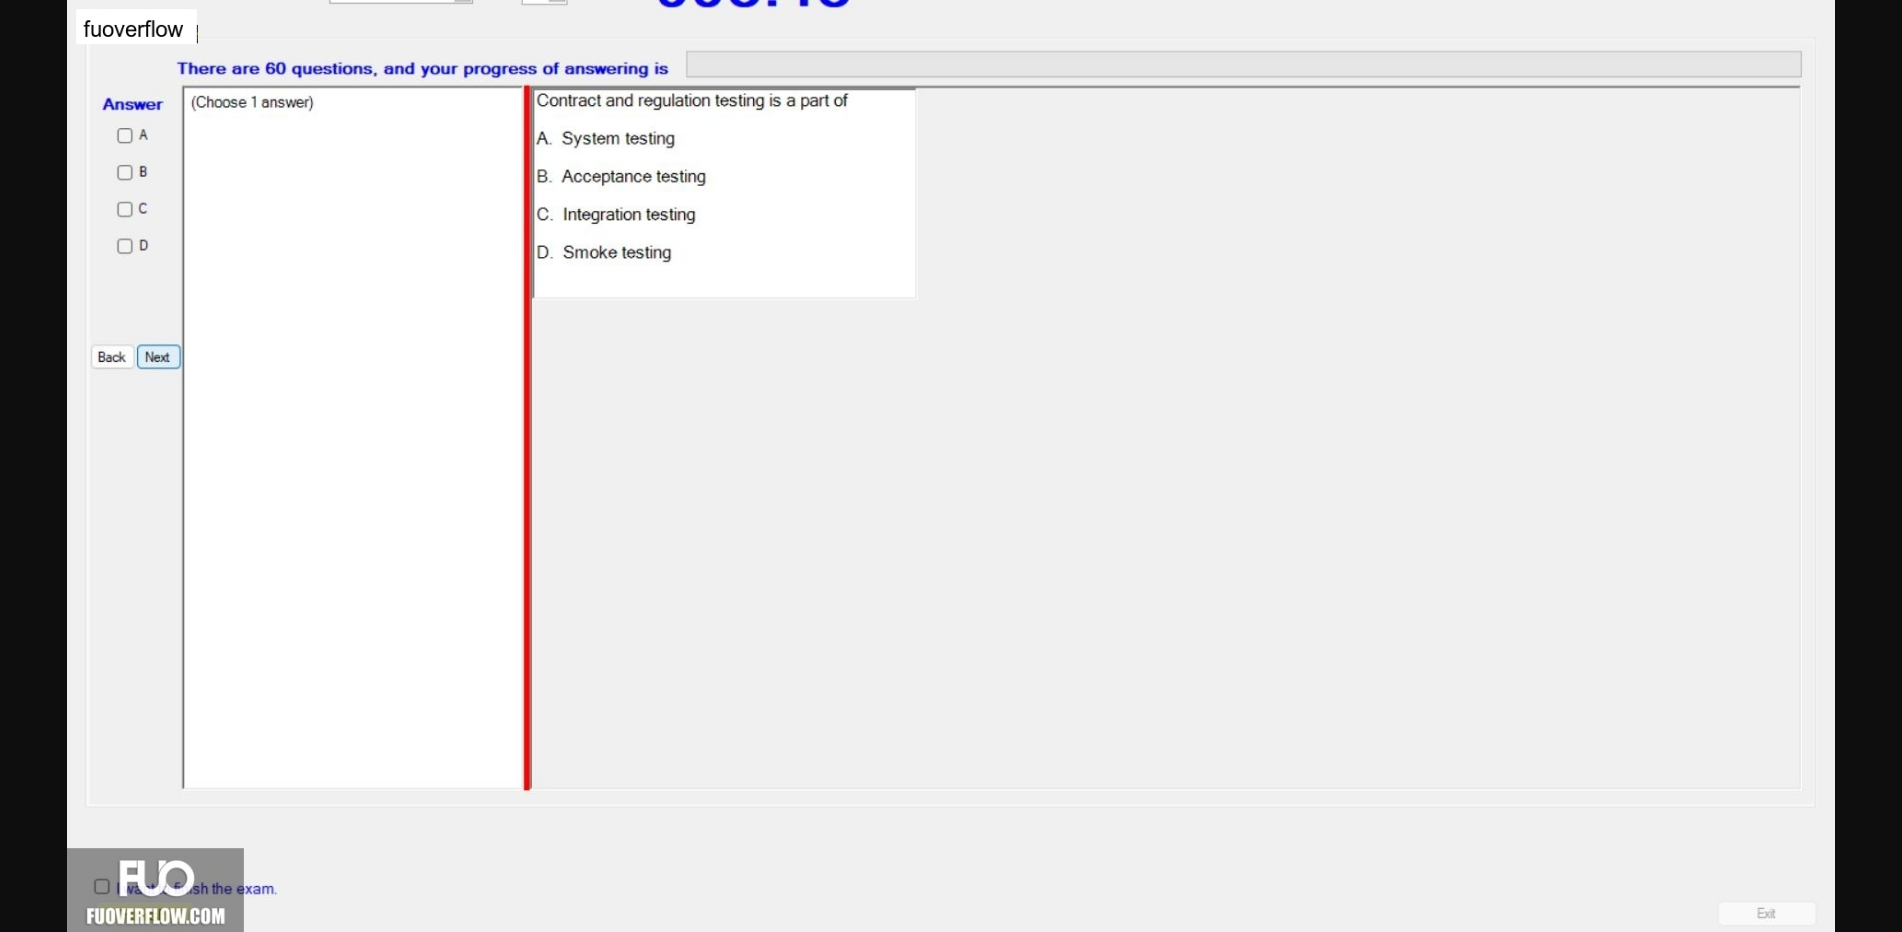 fuoverflow
There are 60 questions, and your progress of answering is
Answer
(Choose 1 answer)
A
B
C
D
Back Next
Contract and regulation testing is a part of
A. System testing
B. Acceptance testing
C. Integration testing
D. Smoke testing
FUO
I want finish the exam.
FUOVERFLOW.COM
Exit